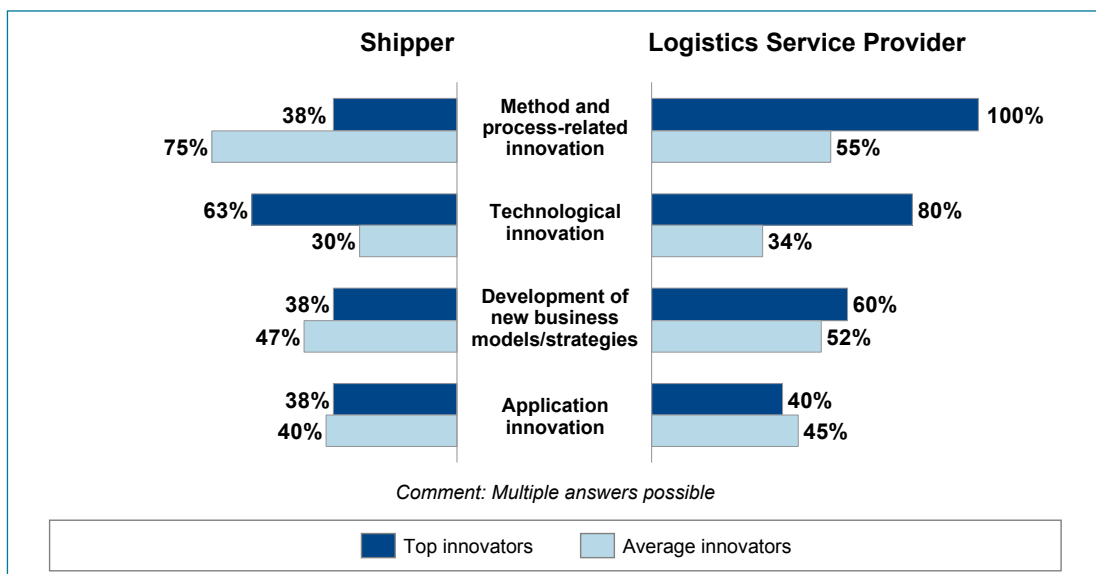 Shipper
Logistics Service Provider
38%
75%
Method and
process-related
innovation
100%
55%
63%
30%
Technological
innovation
80%
34%
38%
47%
Development of
new business
models/strategies
60%
52%
38%
40%
Application
innovation
40%
45%
Comment: Multiple answers possible
Top innovators
Average innovators